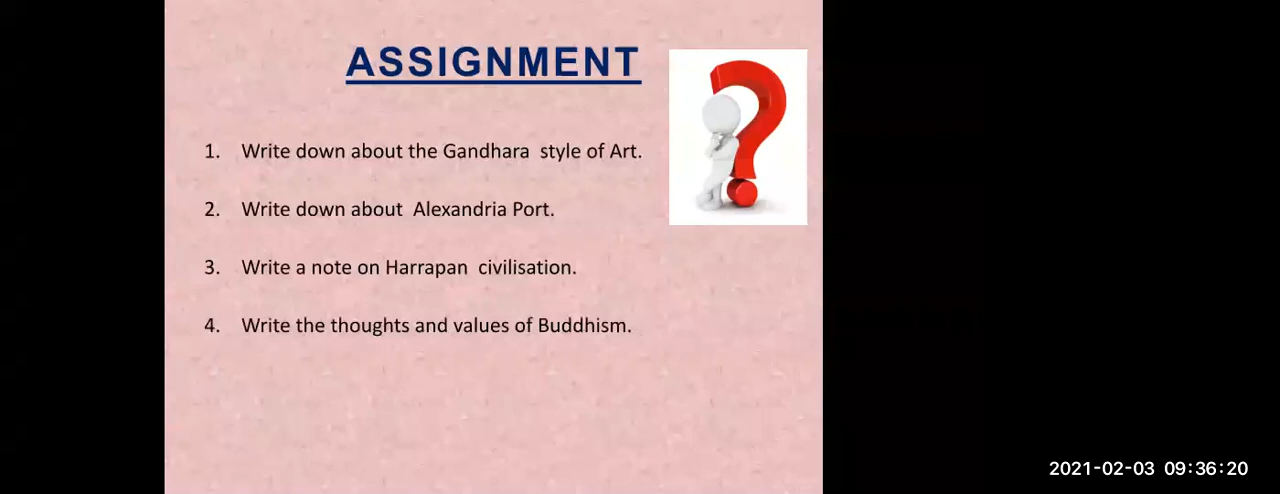 ASSIGNMENT
1. Write down about the Gandhara style of Art.
2. Write down about Alexandria Port.
3. Write a note on Harrapan civilisation.
4. Write the thoughts and values of Buddhism.
2021-02-03 09:36:20